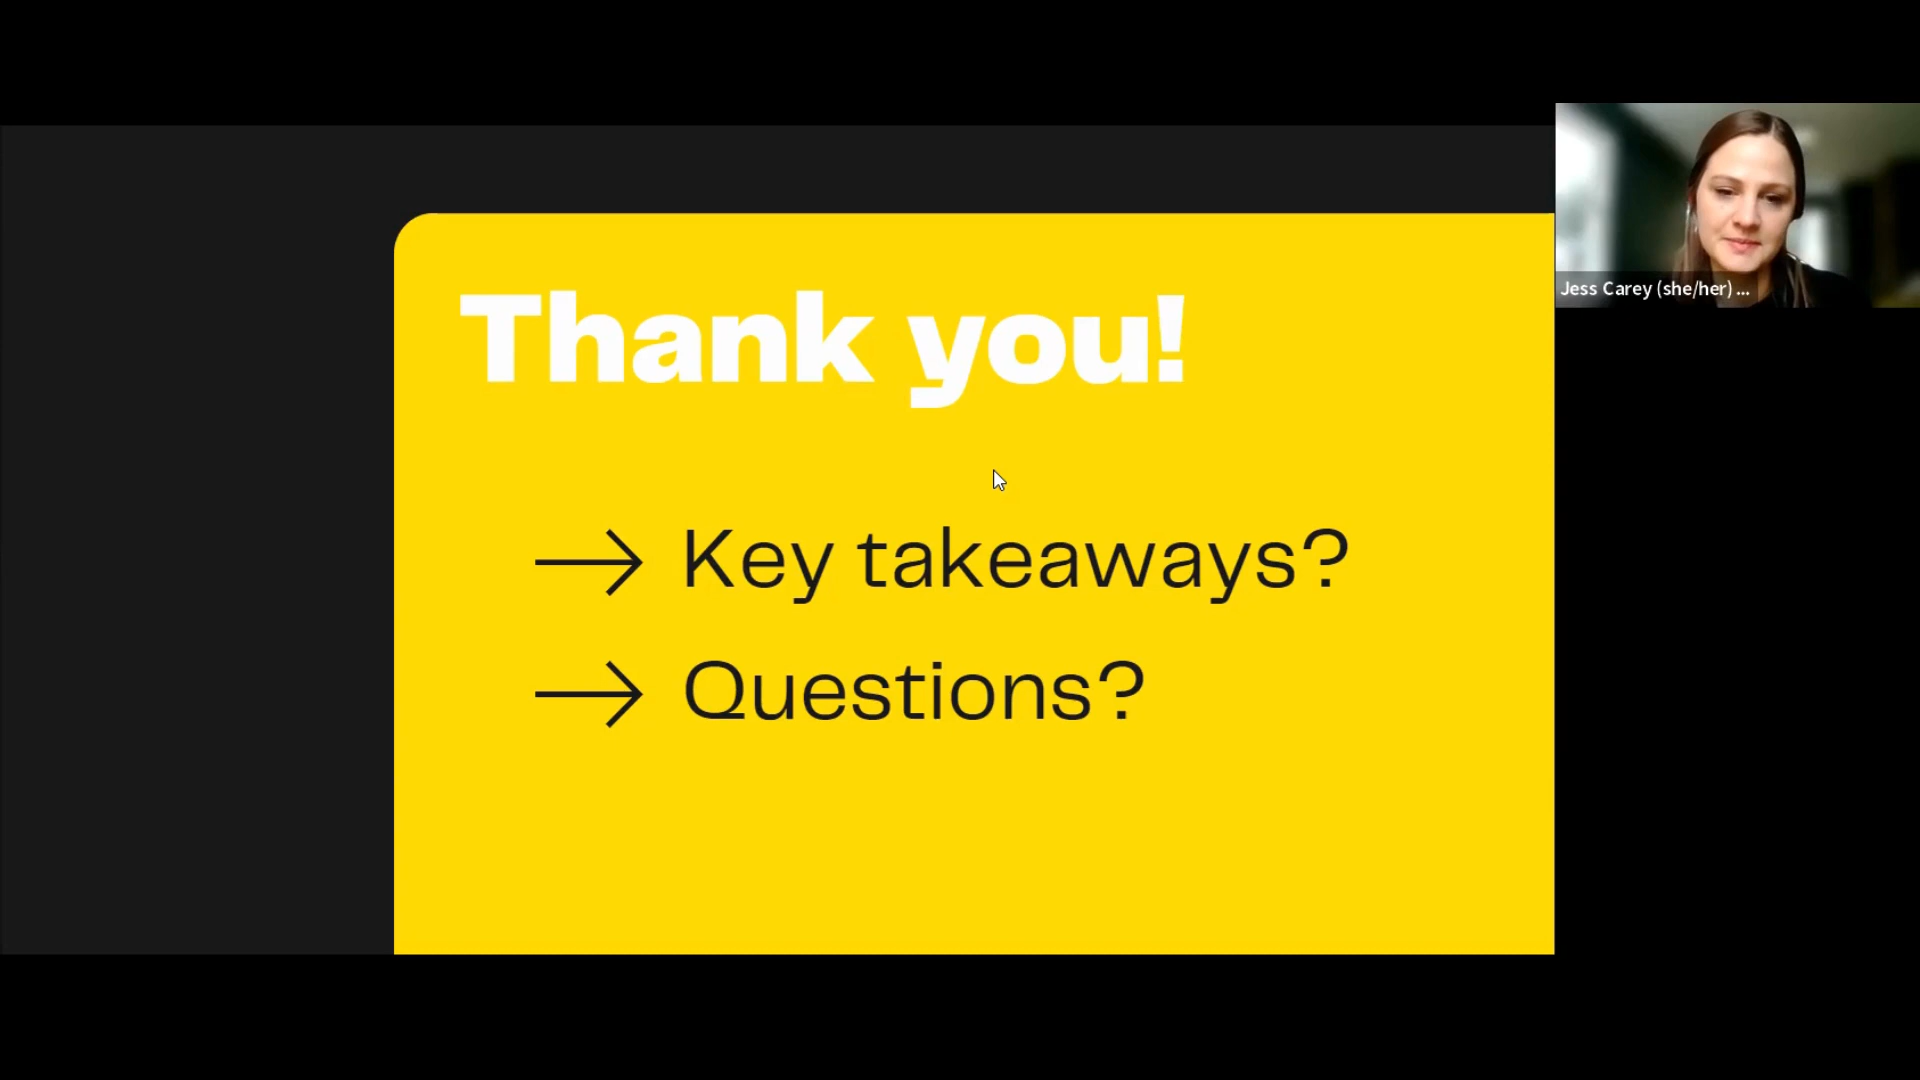 Thank you!
Jess Carey (she/her) ...
→ Key takeaways?
→ Questions?